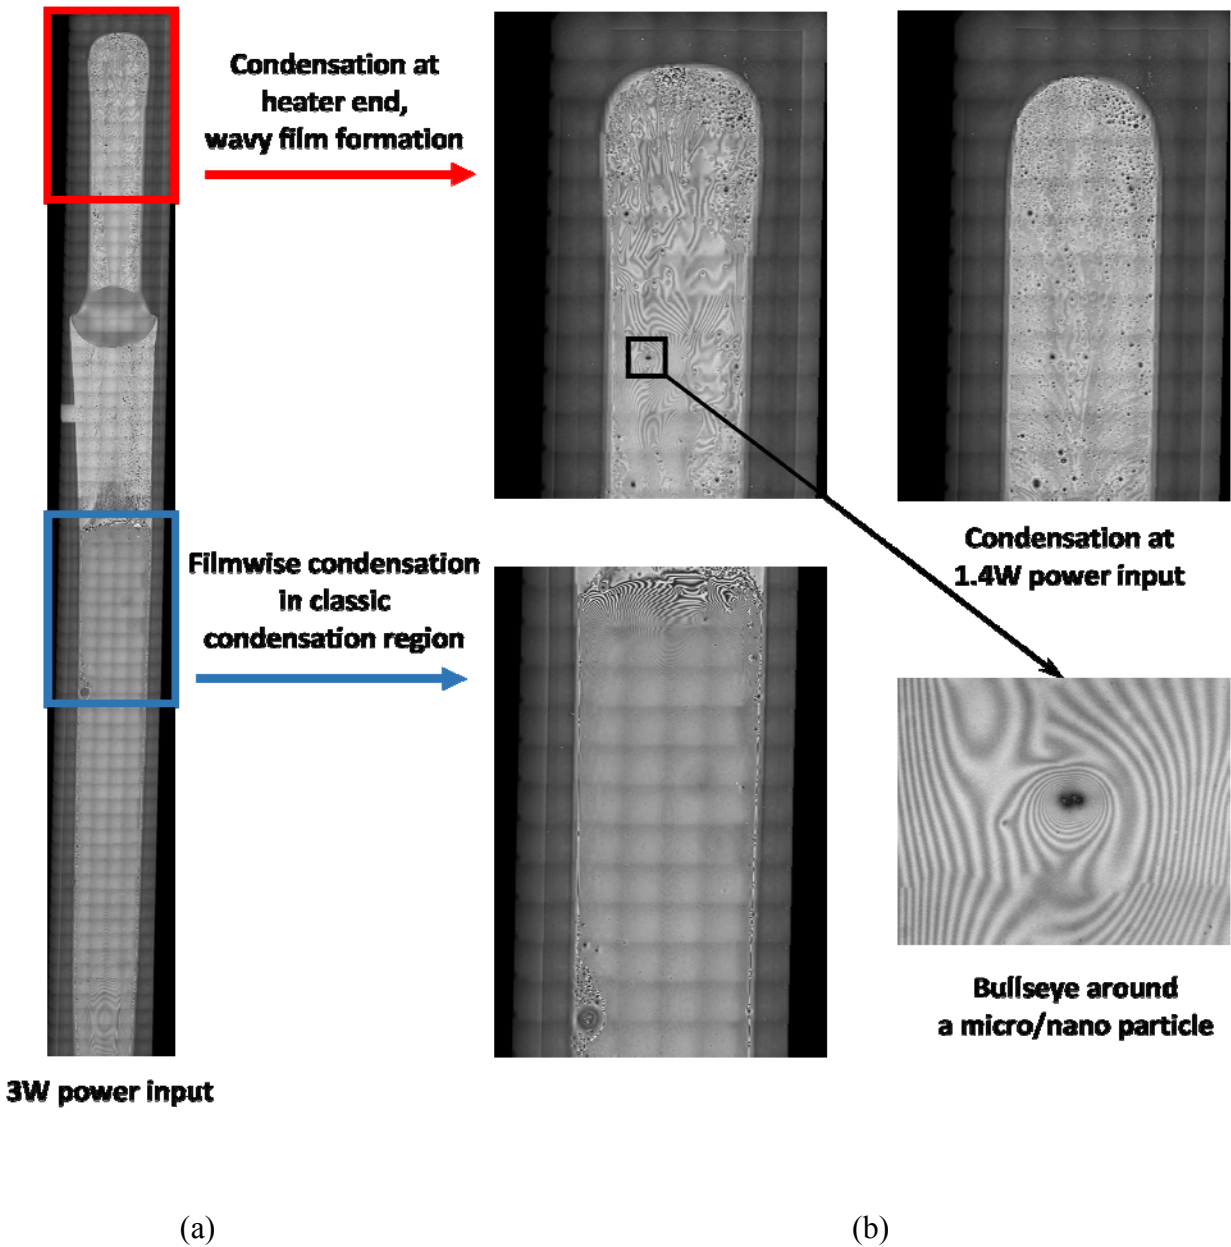 Condensation at
heater end,
wavy film formation
Filmwise condensation
in classic
condensation region
Condensation at
1.4W power input
Bullseye around
a micro/nano particle
3W power input
(a)
(b)